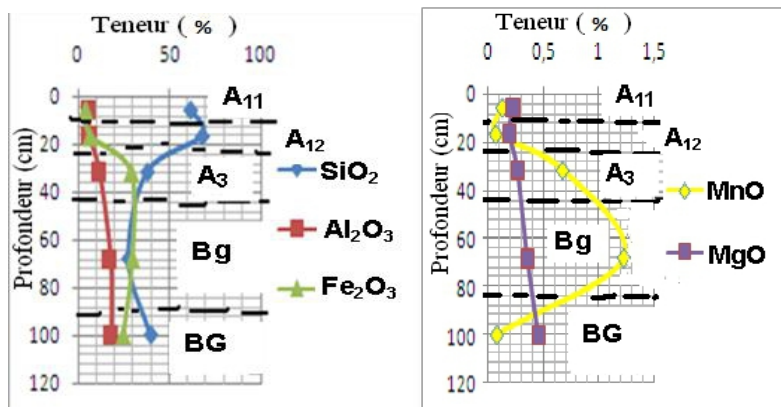 Teneur ( % )
0 50 100
Profondeur (cm)
0
20
40
60
80
100
120
A11
A12
A3
Bg
BG
SiO2
Al2O3
Fe2O3
Teneur ( % )
0 0,5 1 1,5
Profondeur (cm)
0
20
40
60
80
100
120
A11
A12
A3
Bg
BG
MnO
MgO